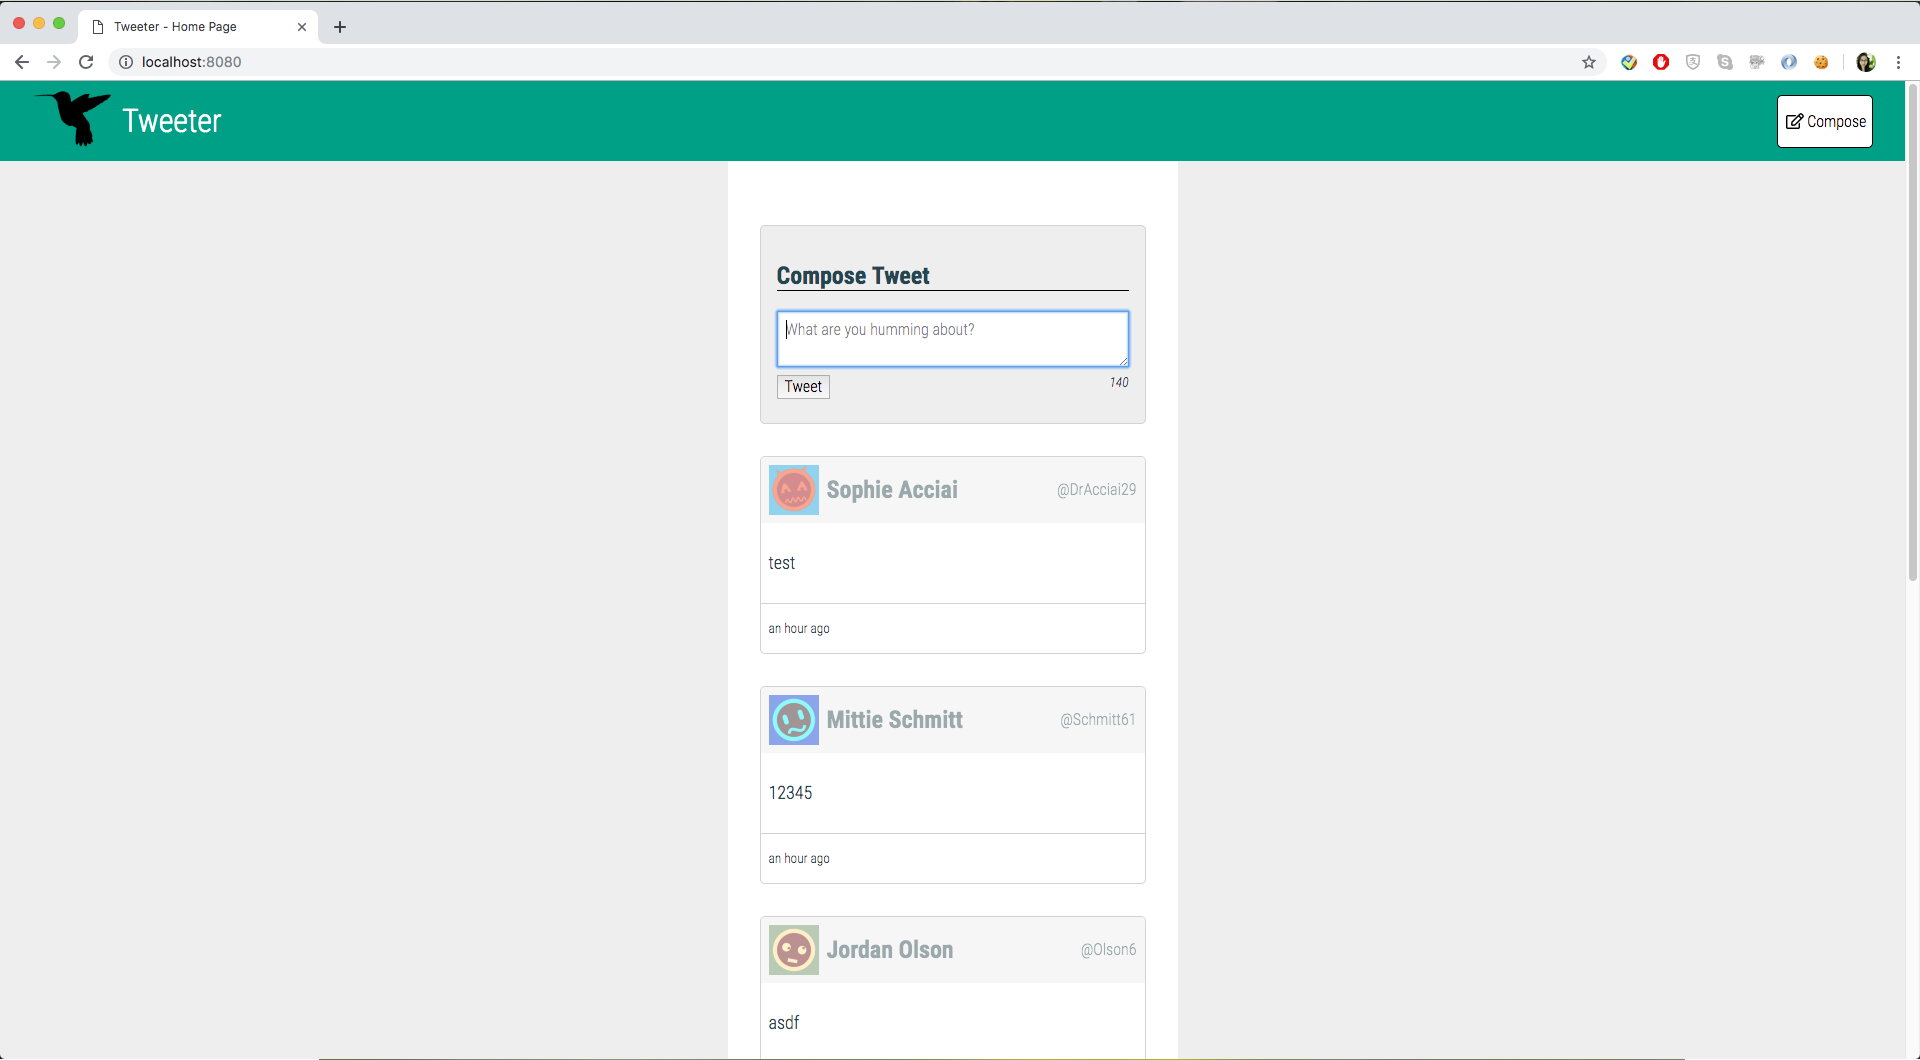 Tweeter - Home Page
localhost:8080
Tweeter
Compose
Compose Tweet
What are you humming about?
Tweet
140
Sophie Acciai
@DrAcciai29
test
an hour ago
Mittie Schmitt
@Schmitt61
12345
an hour ago
Jordan Olson
@Olson6
asdf